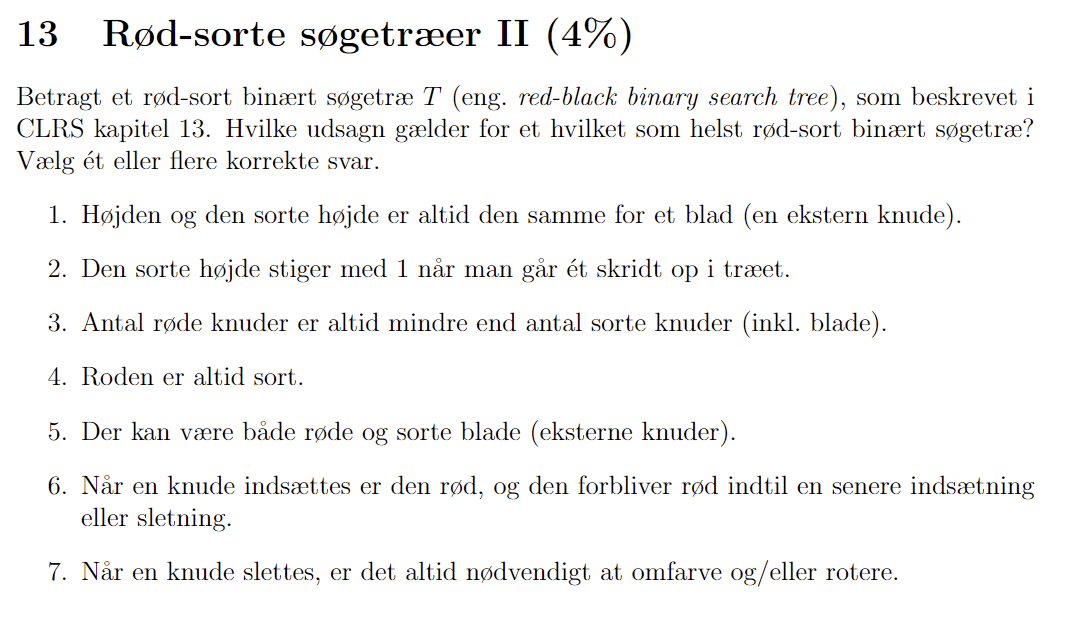 13 Rød-sorte søgetræer II (4%)
Betragt et rød-sort binært søgetræ T (eng. red-black binary search tree), som beskrevet i
CLRS kapitel 13. Hvilke udsagn gælder for et hvilket som helst rød-sort binært søgetræ?
Vælg ét eller flere korrekte svar.
1. Højden og den sorte højde er altid den samme for et blad (en ekstern knude).
2. Den sorte højde stiger med 1 når man går ét skridt op i træet.
3. Antal røde knuder er altid mindre end antal sorte knuder (inkl. blade).
4. Roden er altid sort.
5. Der kan være både røde og sorte blade (eksterne knuder).
6. Når en knude indsættes er den rød, og den forbliver rød indtil en senere indsætning
eller sletning.
7. Når en knude slettes, er det altid nødvendigt at omfarve og/eller rotere.